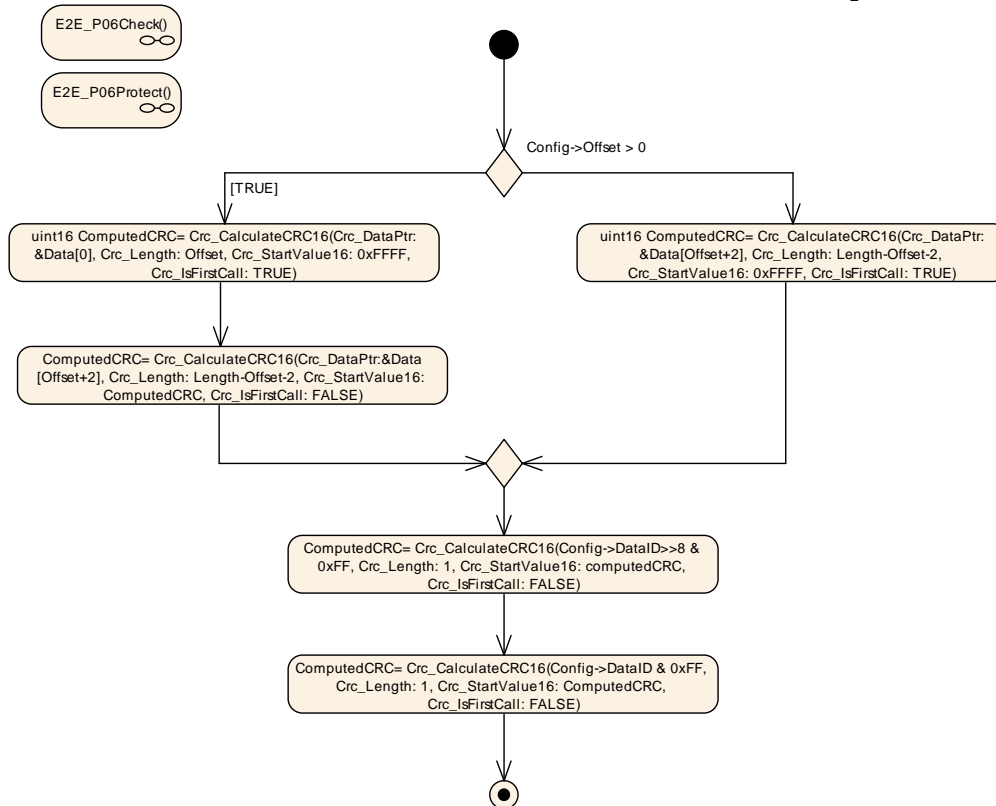 E2E_P06Check()
E2E_P06Protect()
Config->Offset > 0
[TRUE]
uint16 ComputedCRC= Crc_CalculateCRC16(Crc_DataPtr:
&Data[0], Crc_Length: Offset, Crc_StartValue16: 0xFFFF,
Crc_IsFirstCall: TRUE)
uint16 ComputedCRC= Crc_CalculateCRC16(Crc_DataPtr:
&Data[Offset+2], Crc_Length: Length-Offset-2,
Crc_StartValue16: 0xFFFF, Crc_IsFirstCall: TRUE)
ComputedCRC= Crc_CalculateCRC16(Crc_DataPtr:&Data
[Offset+2], Crc_Length: Length-Offset-2, Crc_StartValue16:
ComputedCRC, Crc_IsFirstCall: FALSE)
ComputedCRC= Crc_CalculateCRC16(Config->DataID>>8 &
0xFF, Crc_Length: 1, Crc_StartValue16: computedCRC,
Crc_IsFirstCall: FALSE)
ComputedCRC= Crc_CalculateCRC16(Config->DataID & 0xFF,
Crc_Length: 1, Crc_StartValue16: ComputedCRC,
Crc_IsFirstCall: FALSE)